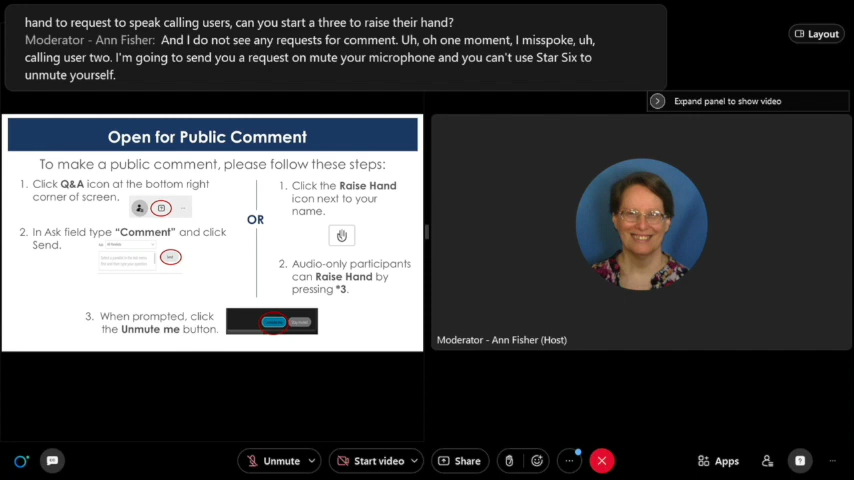 hand to request to speak calling users, can you start a three to raise their hand?
Moderator - Ann Fisher: And I do not see any requests for comment. Uh, oh one moment, I misspoke, uh,
calling user two. I'm going to send you a request on mute your microphone and you can't use Star Six to
unmute yourself.
Layout
Expand panel to show video
Open for Public Comment
To make a public comment, please follow these steps:
1. Click Q&A icon at the bottom right
corner of screen.
2. In Ask field type “Comment” and click
Send.
OR
1. Click the Raise Hand
icon next to your
name.
2. Audio-only participants
can Raise Hand by
pressing *3.
3. When prompted, click
the Unmute me button.
Moderator - Ann Fisher (Host)
Unmute
Start video
Share
Apps